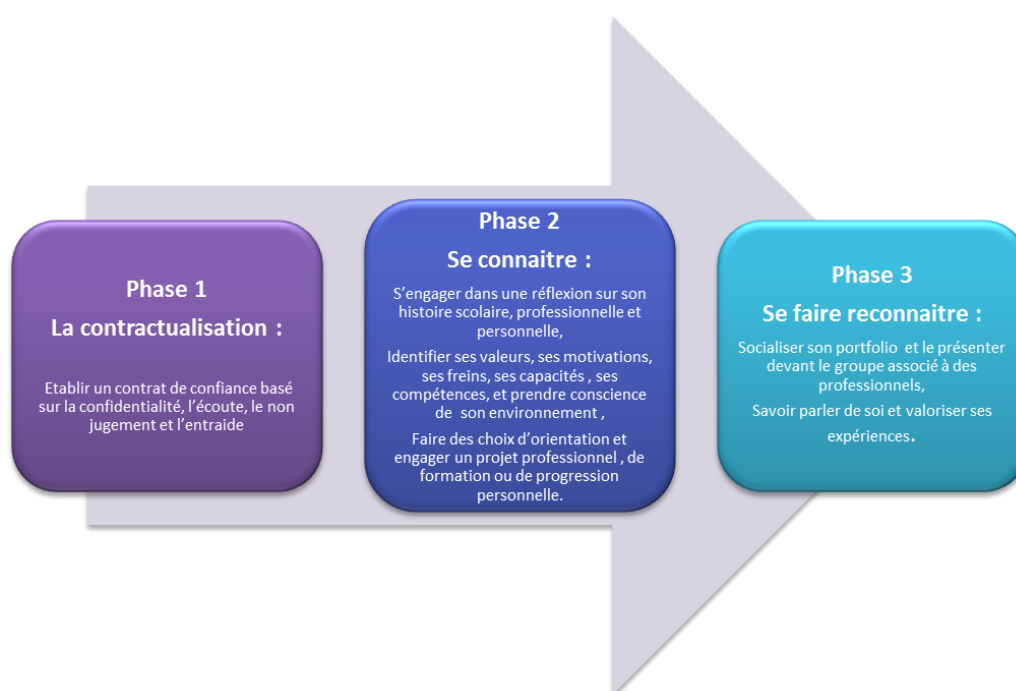 Phase 1
La contractualisation :
Etablir un contrat de confiance basé
sur la confidentialité, l'écoute, le non
jugement et l'entraide
Phase 2
Se connaitre :
S'engager dans une réflexion sur son
histoire scolaire, professionnelle et
personnelle,
Identifier ses valeurs, ses motivations,
ses freins, ses capacités , ses
compétences, et prendre conscience
de son environnement ,
Faire des choix d'orientation et
engager un projet professionnel , de
formation ou de progression
personnelle.
Phase 3
Se faire reconnaitre :
Socialiser son portfolio et le présenter
devant le groupe associé à des
professionnels,
Savoir parler de soi et valoriser ses
expériences.